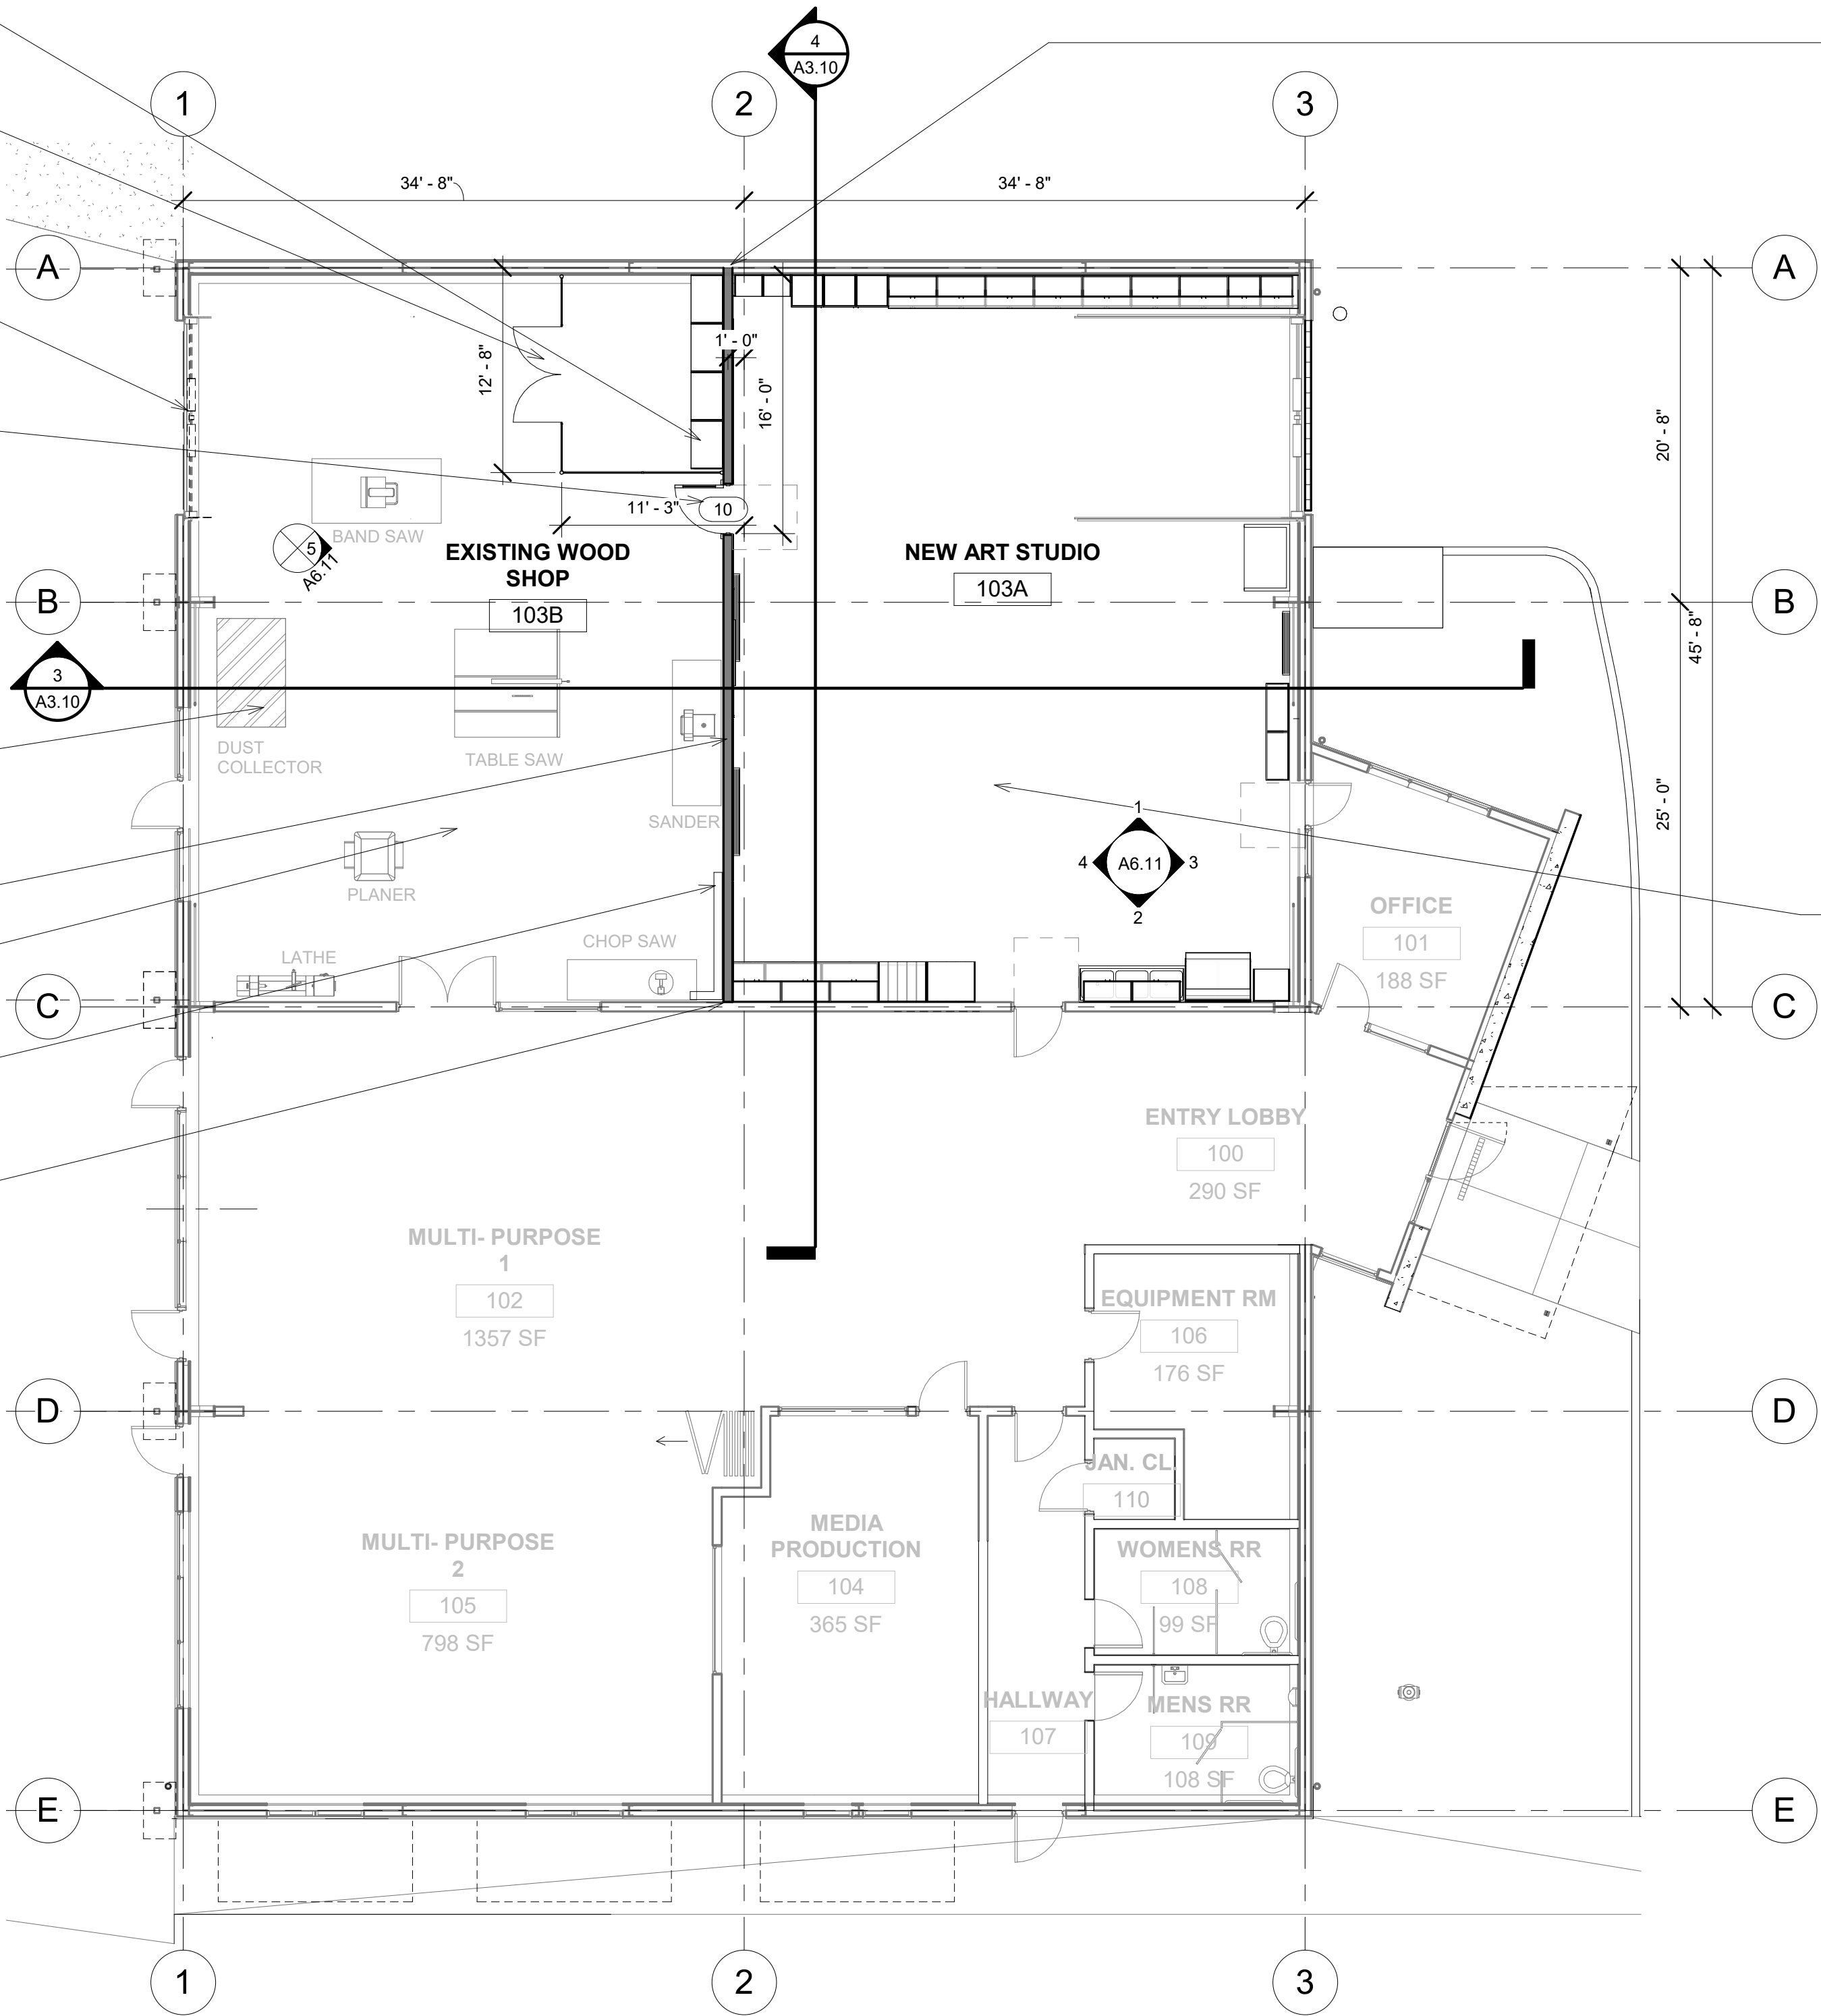 4
A3.10
1
2
3
34' - 8"
34' - 8"
A
A
1' - 0"
12' - 8"
16' - 0"
20' - 8"
11' - 3"
10
BAND SAW
5
A6.11
EXISTING WOOD
SHOP
103B
NEW ART STUDIO
103A
B
B
45' - 8"
3
A3.10
DUST
COLLECTOR
TABLE SAW
SANDER
25' - 0"
PLANER
1
4
A6.11
3
2
OFFICE
101
188 SF
CHOP SAW
LATHE
C
C
ENTRY LOBBY
100
290 SF
MULTI- PURPOSE
1
102
1357 SF
EQUIPMENT RM
106
176 SF
D
D
JAN. CL.
110
MULTI- PURPOSE
2
105
798 SF
MEDIA
PRODUCTION
104
365 SF
WOMENS RR
108
99 SF
HALLWAY
107
MENS RR
109
108 SF
E
E
1
2
3